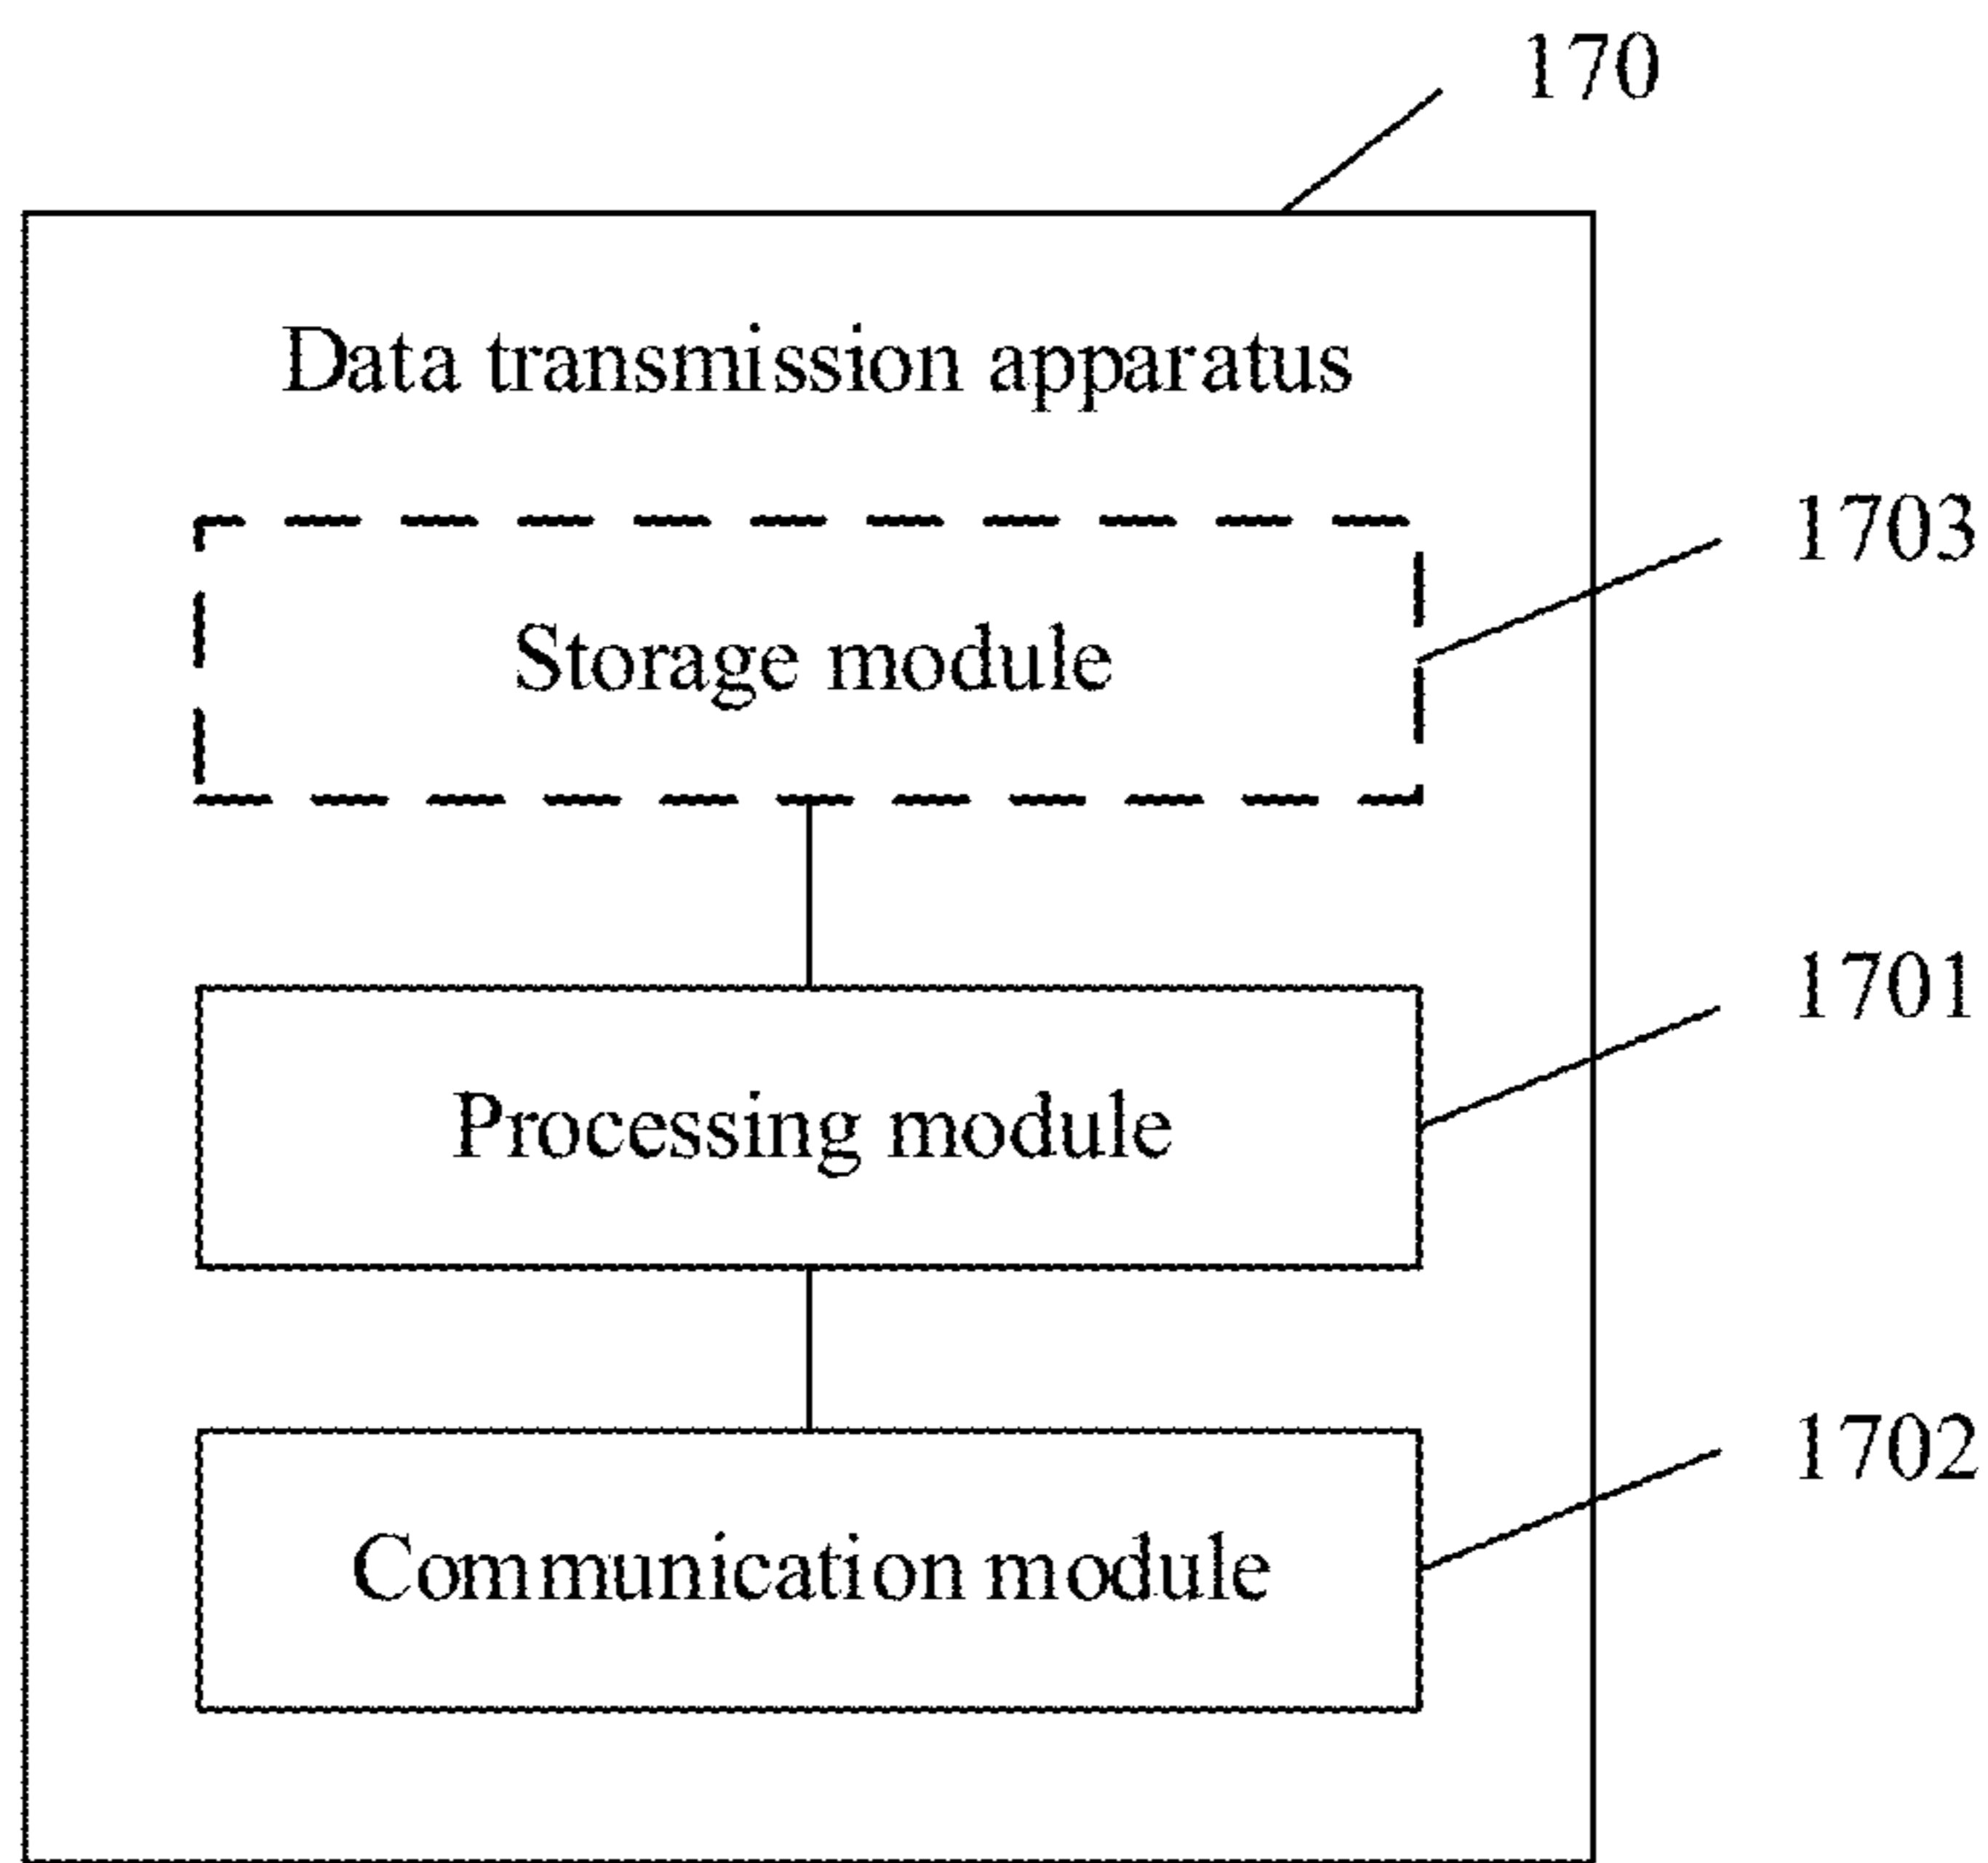 170
Data transmission apparatus
1703
Storage module
1701
Processing module
1702
Communication module